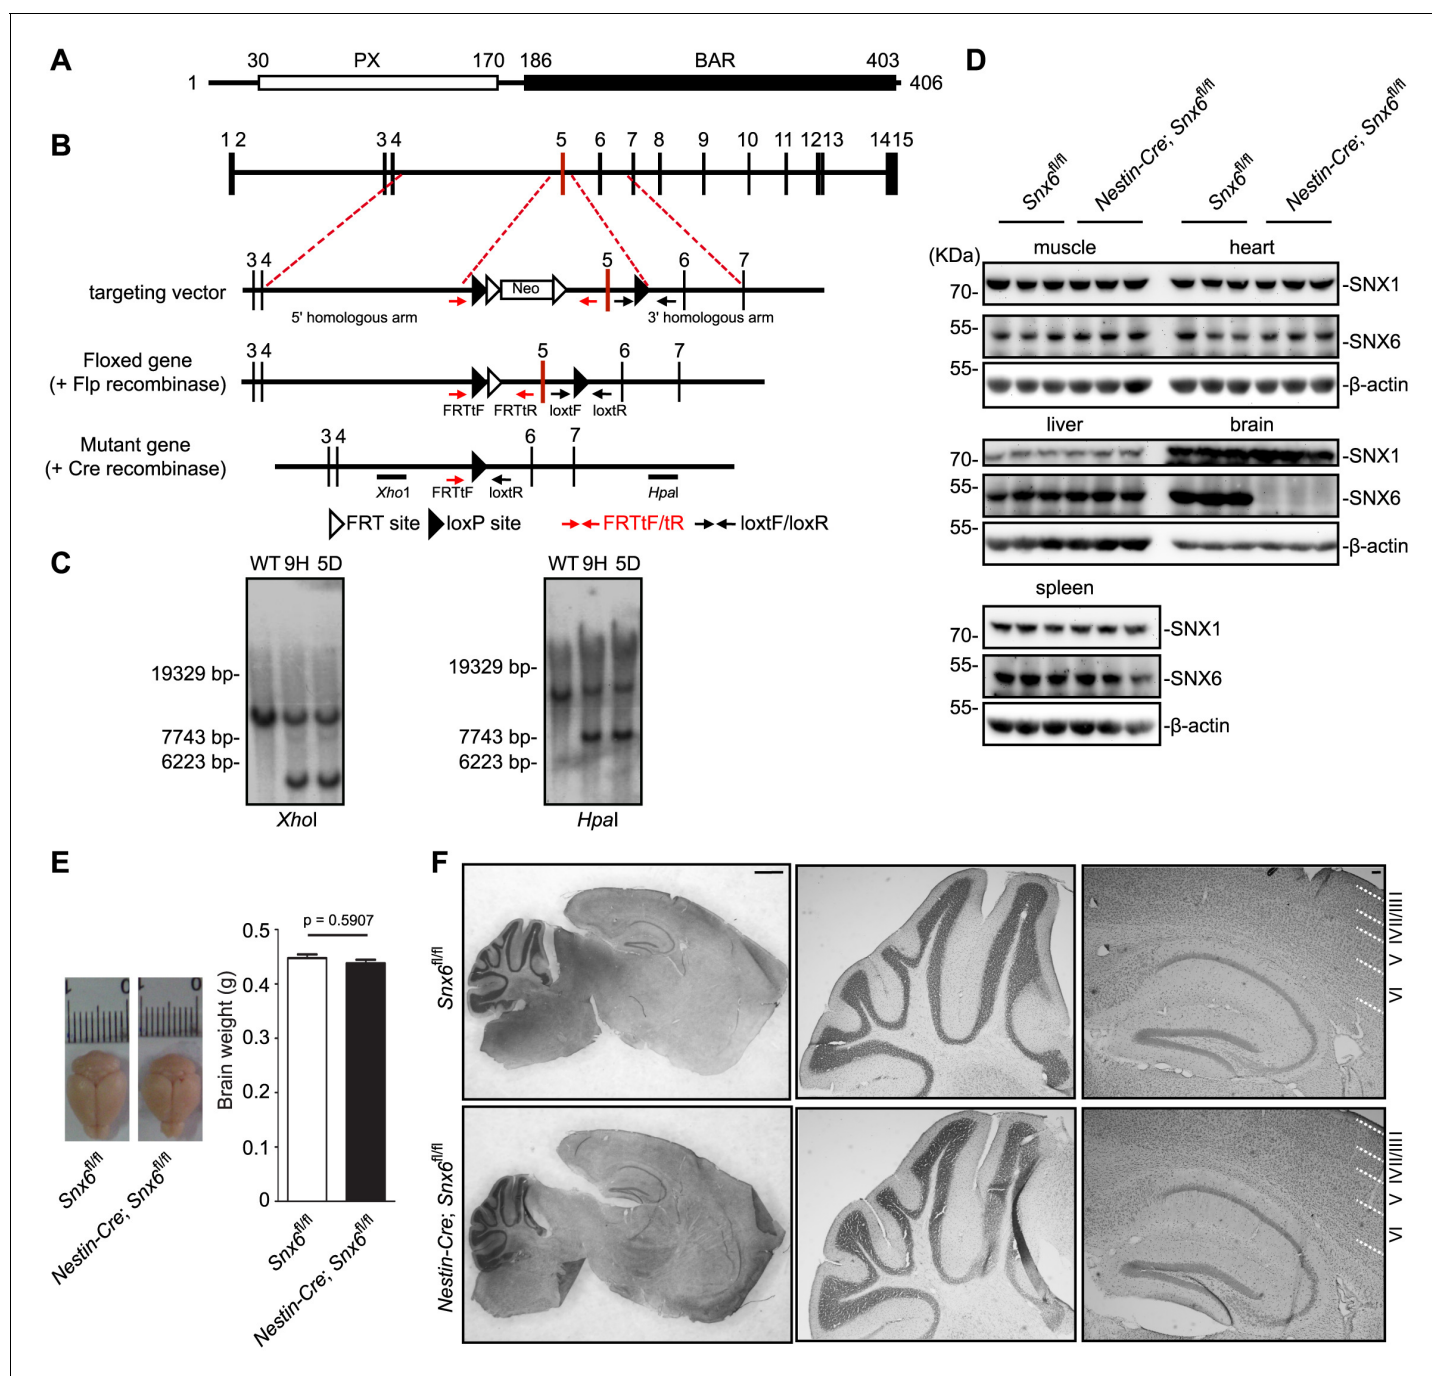 A
30 PX 170 186 BAR 403
1 406
B
1 2 3 4 5 6 7 8 9 10 11 12 13 14 15
3 4 5 6 7
targeting vector
Neo
5' homologous arm 3' homologous arm
Floxed gene
(+ Flp recombinase)
3 4 5 6 7
FRTtF FRTtR loxtF loxtR
Mutant gene
(+ Cre recombinase)
3 4 6 7
Xho1 FRTtF loxtR HpaI
FRT site loxP site FRTtF/tR loxtF/loxR
C
WT 9H 5D
19329 bp-
7743 bp-
6223 bp-
XhoI
WT 9H 5D
19329 bp-
7743 bp-
6223 bp-
HpaI
D
Snx6fl/fl
Nestin-Cre; Snx6fl/fl
Snx6fl/fl
Nestin-Cre; Snx6fl/fl
(KDa) muscle heart
70- -SNX1
55- -SNX6
55- -β-actin
liver brain
70- -SNX1
55- -SNX6
55- -β-actin
spleen
70- -SNX1
55- -SNX6
55- -β-actin
E
1 0
1 0
Snx6fl/fl
Nestin-Cre; Snx6fl/fl
p = 0.5907
Brain weight (g)
0.5
0.4
0.3
0.2
0.1
0
Snx6fl/fl
Nestin-Cre; Snx6fl/fl
F
Snx6fl/fl
VI V IV II/III I
Nestin-Cre; Snx6fl/fl
VI V IV II/III I